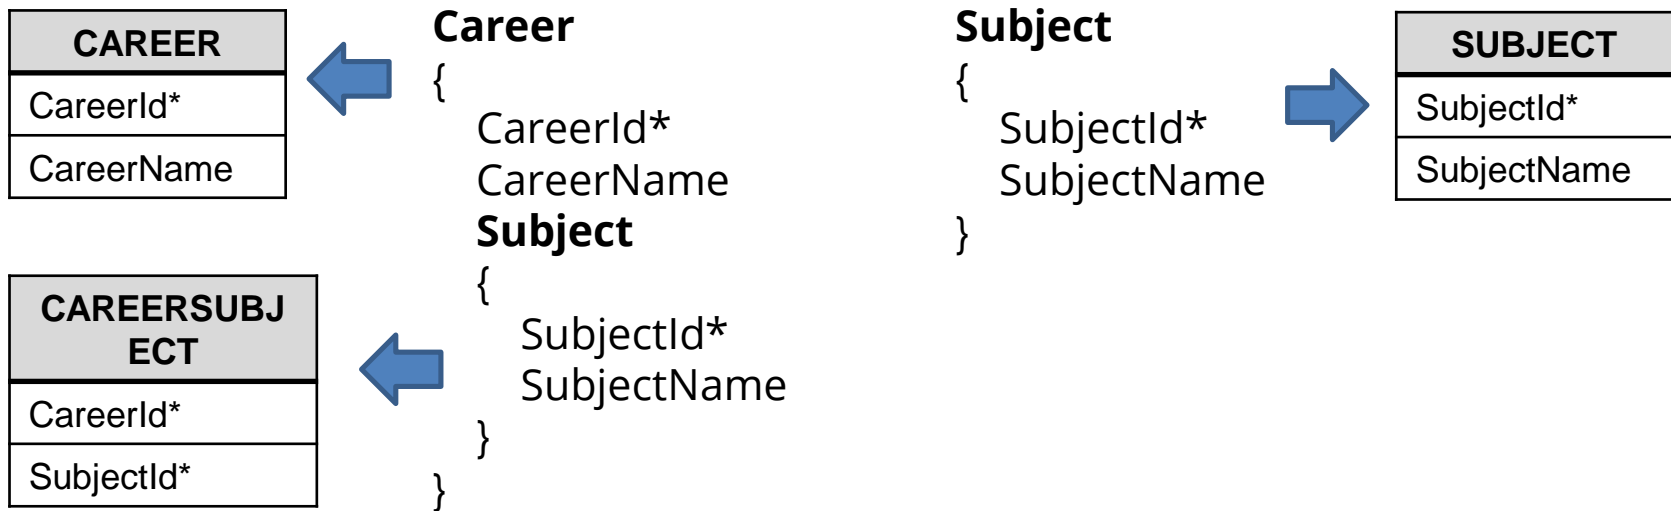 CAREER
CareerId*
CareerName
CAREERSUBJ
ECT
CareerId*
SubjectId*
Career
{
CareerId*
CareerName
Subject
{
SubjectId*
SubjectName
}
}
Subject
{
SubjectId*
SubjectName
}
SUBJECT
SubjectId*
SubjectName